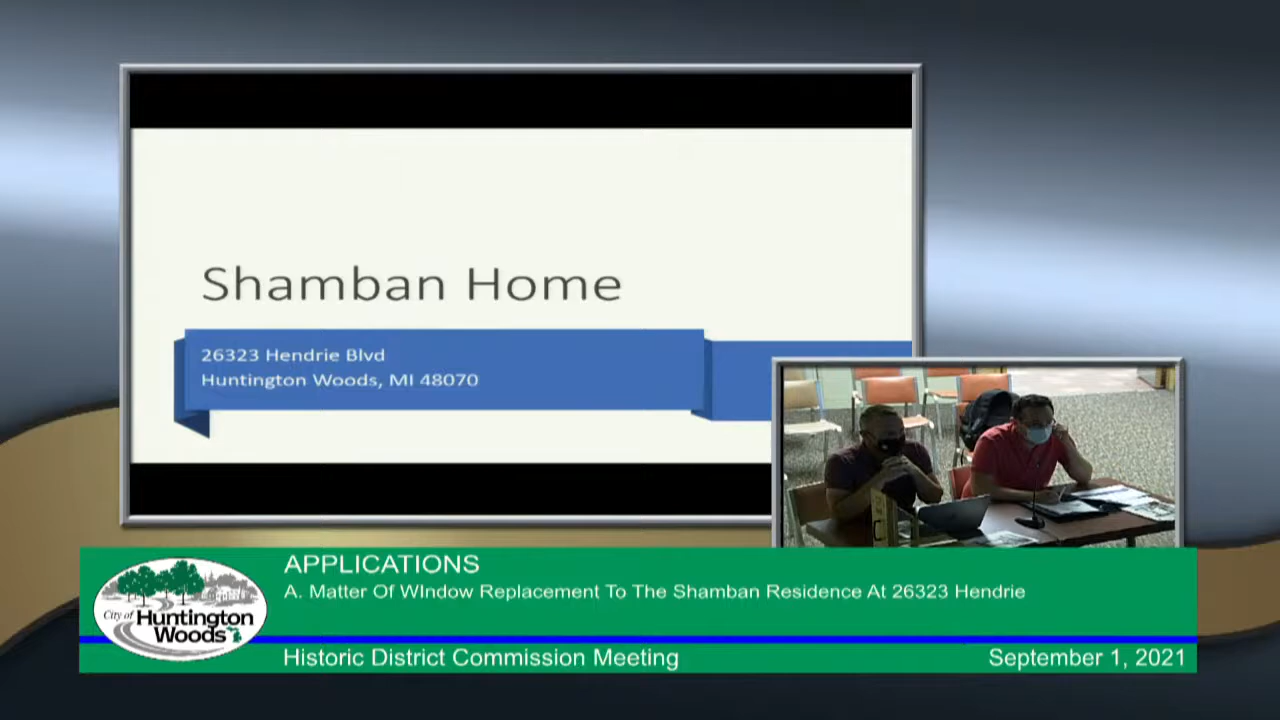 Shamban Home
26323 Hendrie Blvd
Huntington Woods, MI 48070
APPLICATIONS
A. Matter Of WIndow Replacement To The Shamban Residence At 26323 Hendrie
City of
Huntington
Woods
Historic District Commission Meeting
September 1, 2021